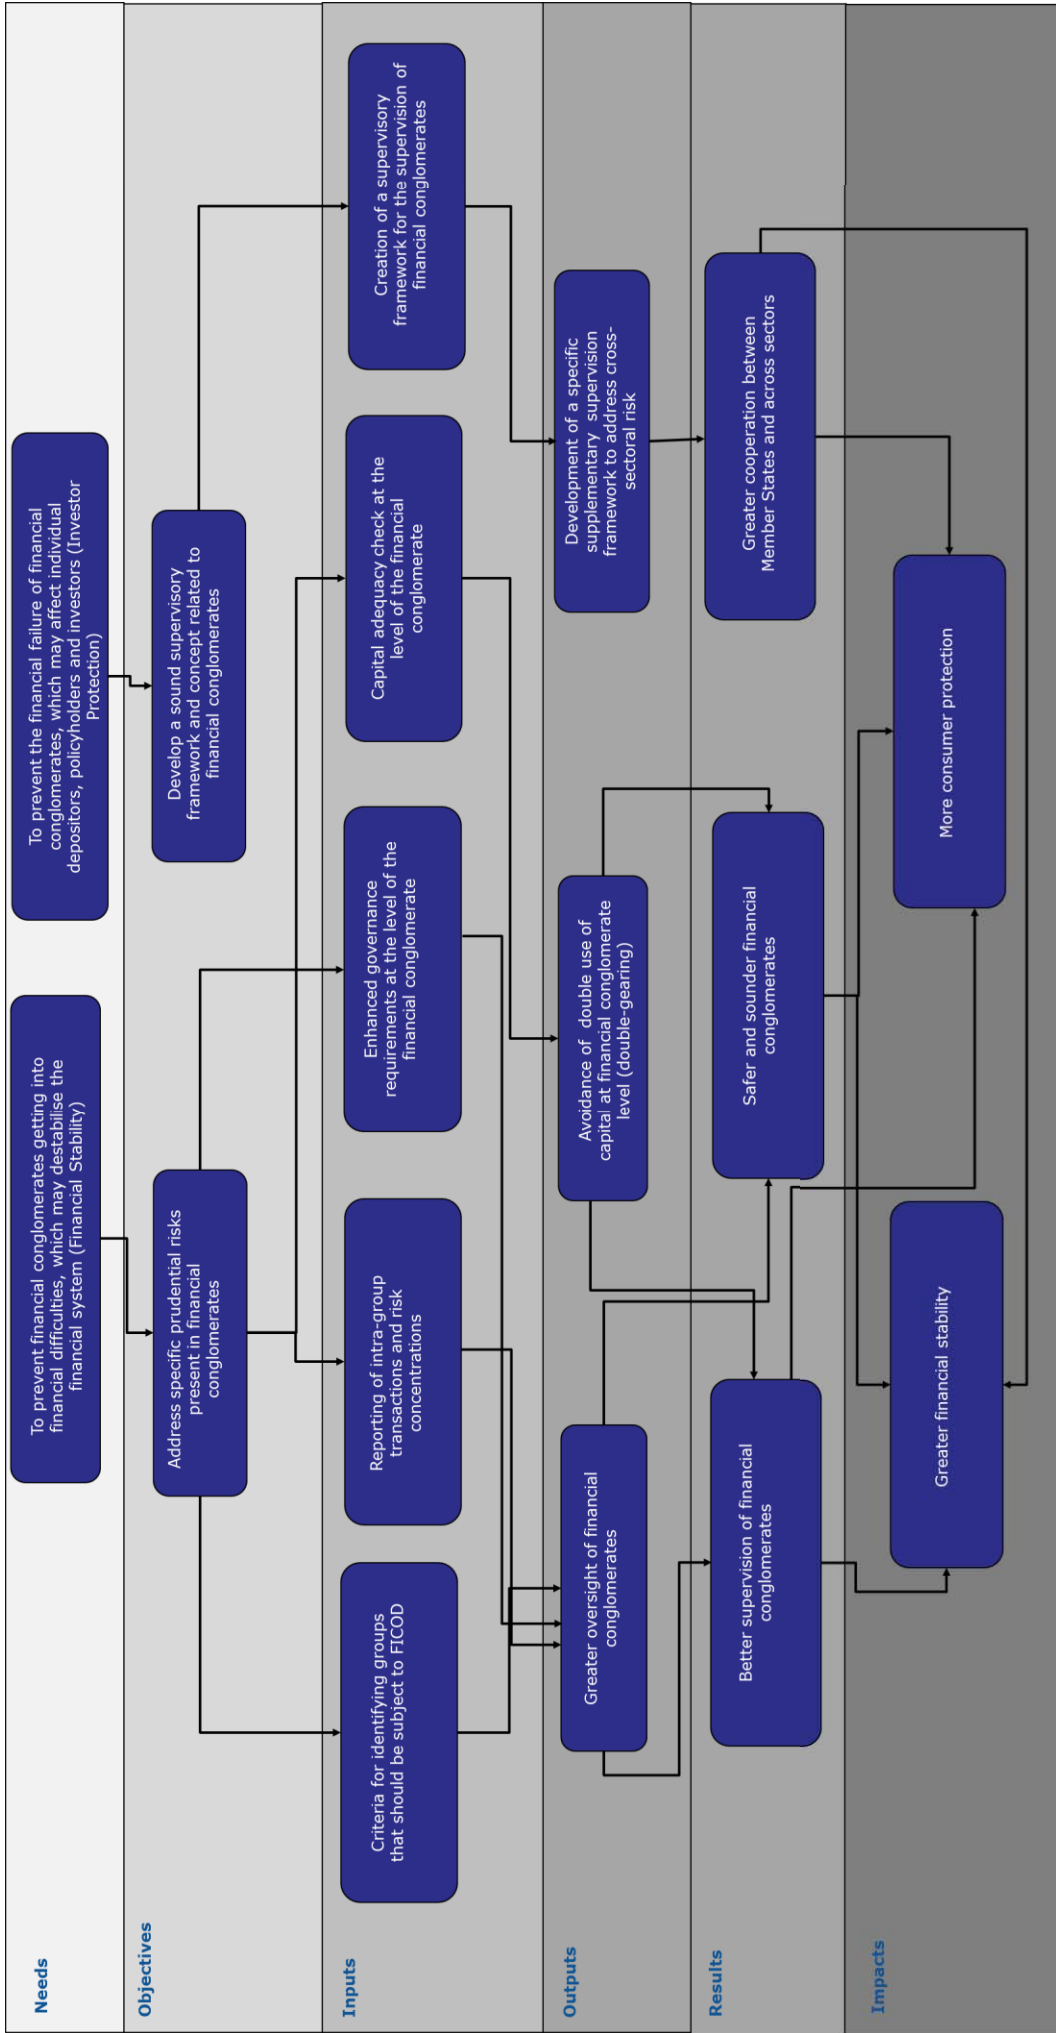 Needs
To prevent financial conglomerates getting into
financial difficulties, which may destabilise the
financial system (Financial Stability)
To prevent the financial failure of financial
conglomerates, which may affect individual
depositors, policyholders and investors (Investor
Protection)
Objectives
Address specific prudential risks
present in financial
conglomerates
Develop a sound supervisory
framework and concept related to
financial conglomerates
Inputs
Criteria for identifying groups
that should be subject to FICOD
Reporting of intra-group
transactions and risk
concentrations
Enhanced governance
requirements at the level of the
financial conglomerate
Capital adequacy check at the
level of the financial
conglomerate
Creation of a supervisory
framework for the supervision of
financial conglomerates
Outputs
Greater oversight of financial
conglomerates
Avoidance of double use of
capital at financial conglomerate
level (double-gearing)
Development of a specific
supplementary supervision
framework to address cross-
sectoral risk
Results
Better supervision of financial
conglomerates
Safer and sounder financial
conglomerates
Greater cooperation between
Member States and across sectors
Impacts
Greater financial stability
More consumer protection